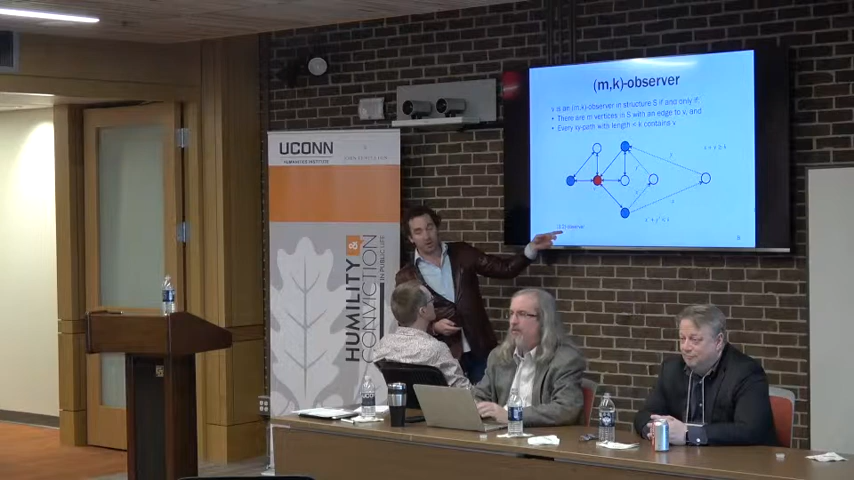 (m,k)-observer
v is an (m,k)-observer in structure S if and only if
• There are m vertices in S with an edge to v, and
• Every xy-path with length < k contains v
UCONN
HUMANITIES INSTITUTE
HUMILITY &
CONVICTION
IN PUBLIC LIFE